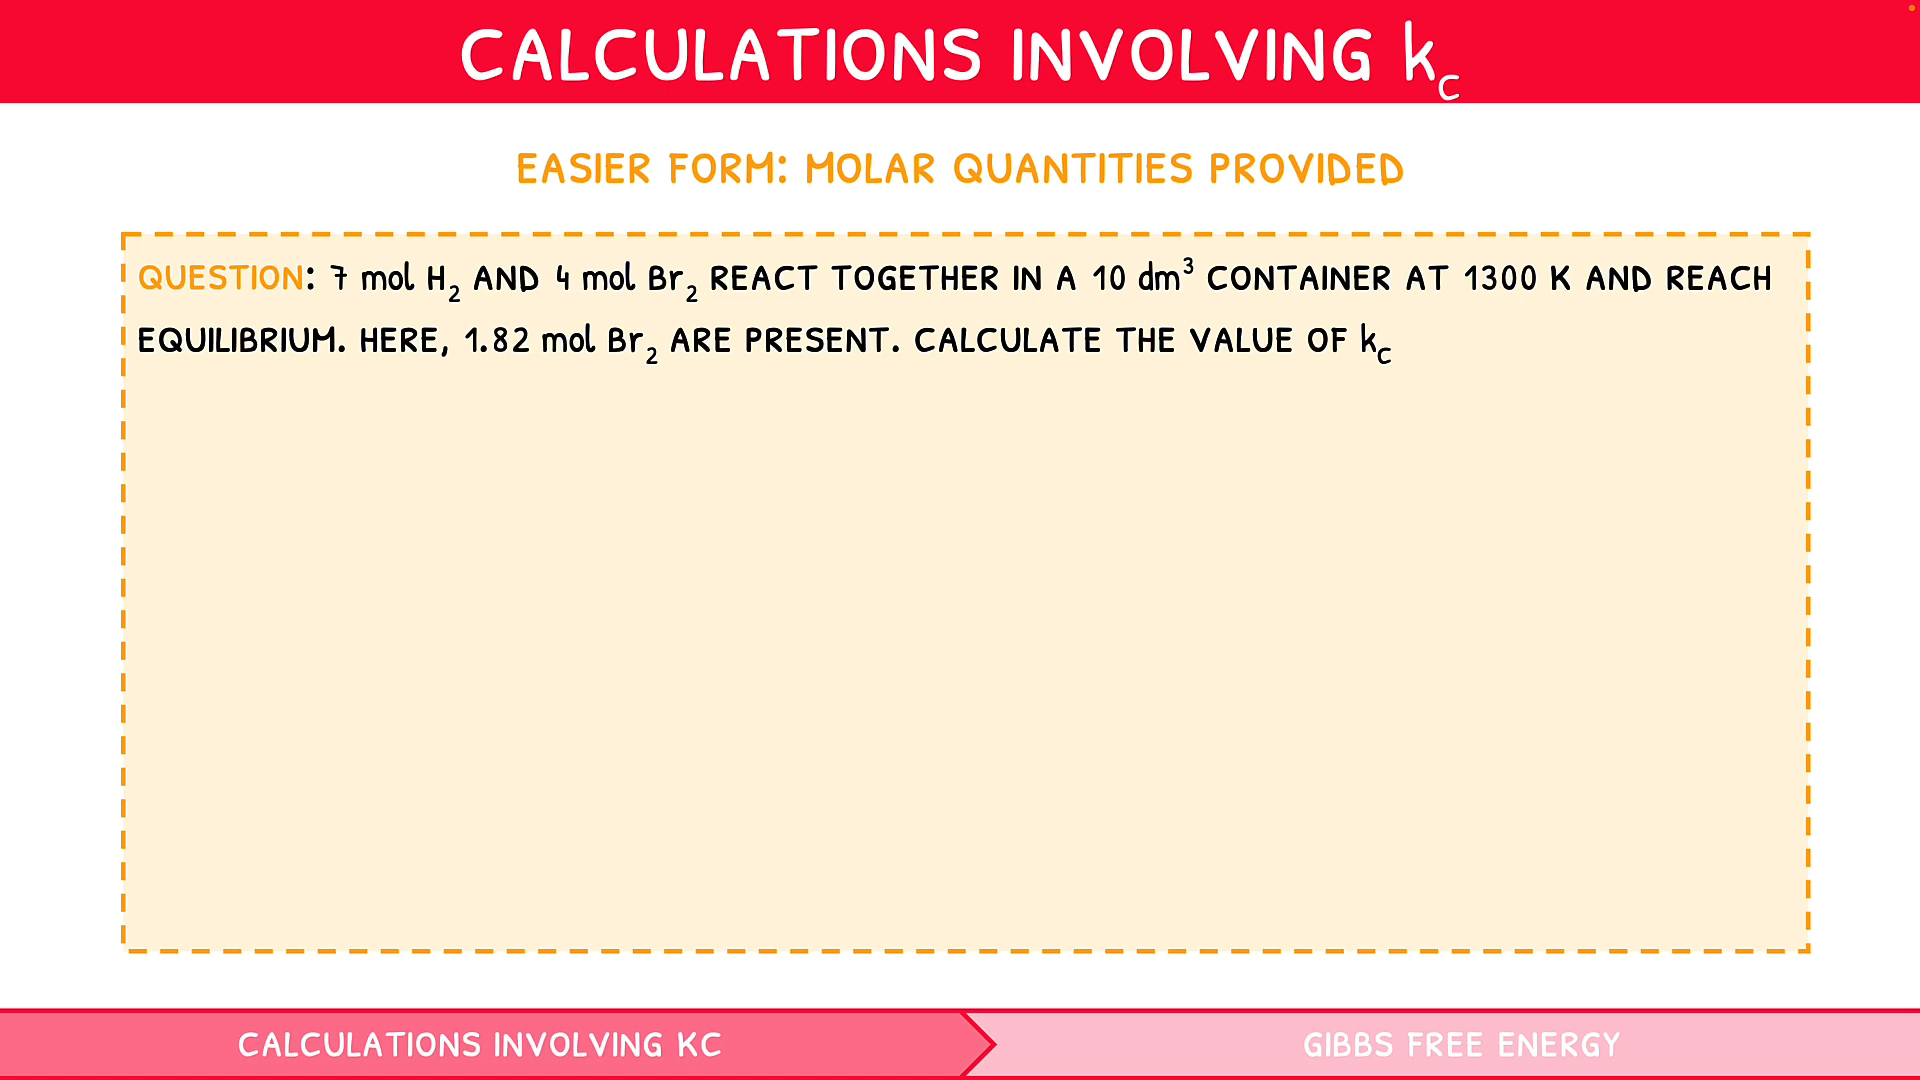 CALCULATIONS INVOLVING kc
EASIER FORM: MOLAR QUANTITIES PROVIDED
QUESTION: 7 mol H₂ AND 4 mol Br₂ REACT TOGETHER IN A 10 dm³ CONTAINER AT 1300 K AND REACH
EQUILIBRIUM. HERE, 1.82 mol Br₂ ARE PRESENT. CALCULATE THE VALUE OF kc
CALCULATIONS INVOLVING KC
GIBBS FREE ENERGY